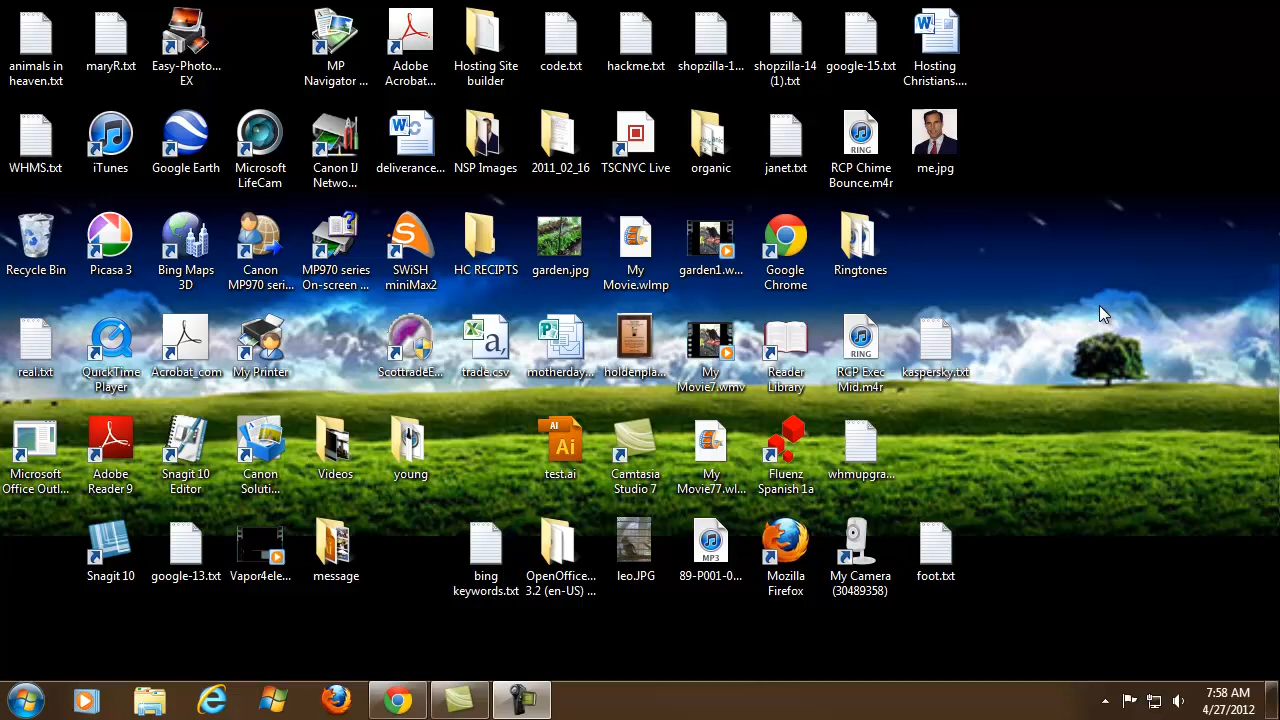 animals in
heaven.txt
maryR.txt
Easy-Photo...
EX
MP
Navigator ...
Adobe
Acrobat...
Hosting Site
builder
code.txt
hackme.txt
shopzilla-1...
shopzilla-14
(1).txt
google-15.txt
Hosting
Christians....
WHMS.txt
iTunes
Google Earth
Microsoft
LifeCam
Canon IJ
Netwo...
deliverance...
NSP Images
2011_02_16
TSCNYC Live
organic
janet.txt
RING
RCP Chime
Bounce.m4r
me.jpg
Recycle Bin
Picasa 3
Bing Maps
3D
Canon
MP970 seri...
MP970 series
On-screen ...
SWiSH
miniMax2
HC RECIPTS
garden.jpg
My
Movie.wlmp
garden1.w...
Google
Chrome
Ringtones
real.txt
QuickTime
Player
Acrobat_com
My Printer
ScottradeE...
a,
trade.csv
motherday...
holdenpla...
My
Movie7.wmv
Reader
Library
RING
RCP Exec
Mid.m4r
kaspersky.txt
Microsoft
Office Outl...
Adobe
Reader 9
Snagit 10
Editor
Canon
Soluti...
Videos
young
AI
Ai
test.ai
Camtasia
Studio 7
My
Movie77.wl...
Fluenz
Spanish 1a
whmupgra...
Snagit 10
google-13.txt
Vapor4ele...
message
bing
keywords.txt
OpenOffice...
3.2 (en-US) ...
leo.JPG
MP3
89-P001-0...
Mozilla
Firefox
My Camera
(30489358)
foot.txt
7:58 AM
4/27/2012